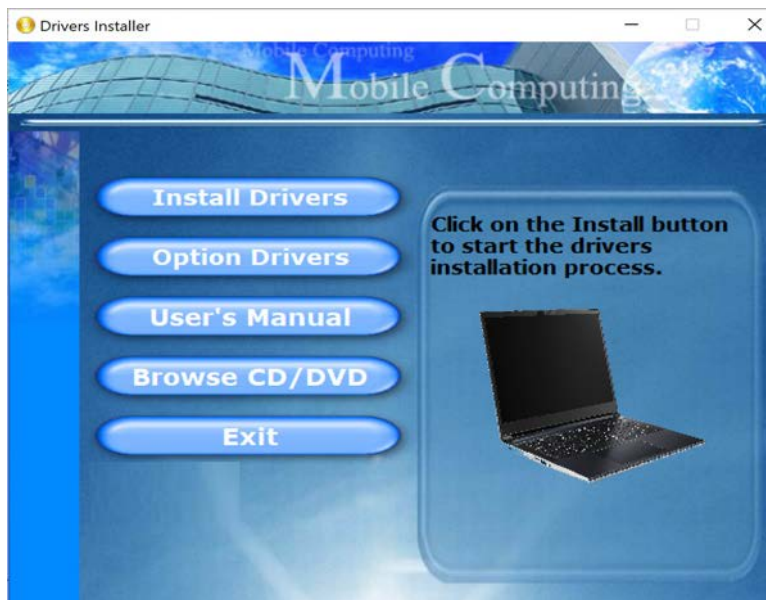 Drivers Installer
Mobile Computing
Mobile Computing
Install Drivers
Option Drivers
User's Manual
Browse CD/DVD
Exit
Click on the Install button
to start the drivers
installation process.